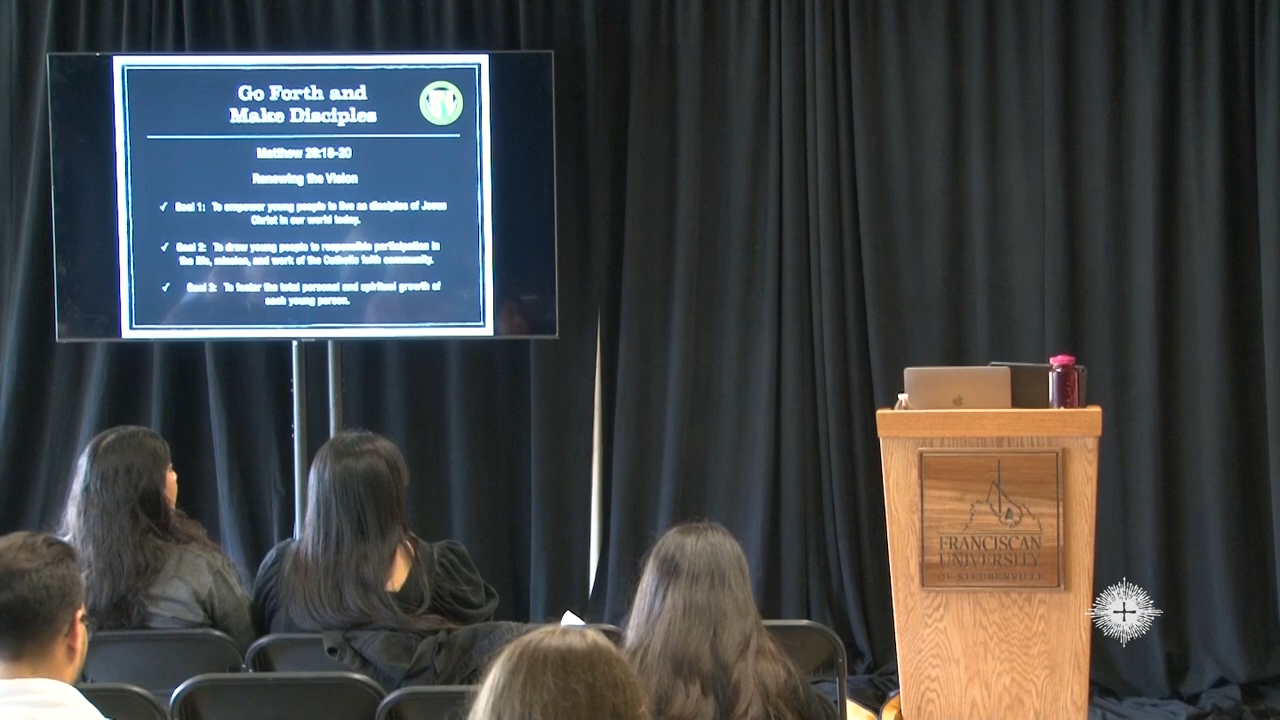 Go Forth and
Make Disciples
Matthew 28:18-20
Renewing the Vision
✓ Goal 1: To empower young people to live as disciples of Jesus
Christ in our world today.
✓ Goal 2: To draw young people to responsible participation in
the life, mission, and work of the Catholic faith community.
✓ Goal 3: To foster the total personal and spiritual growth of
each young person.
FRANCISCAN
UNIVERSITY
OF STEUBENVILLE